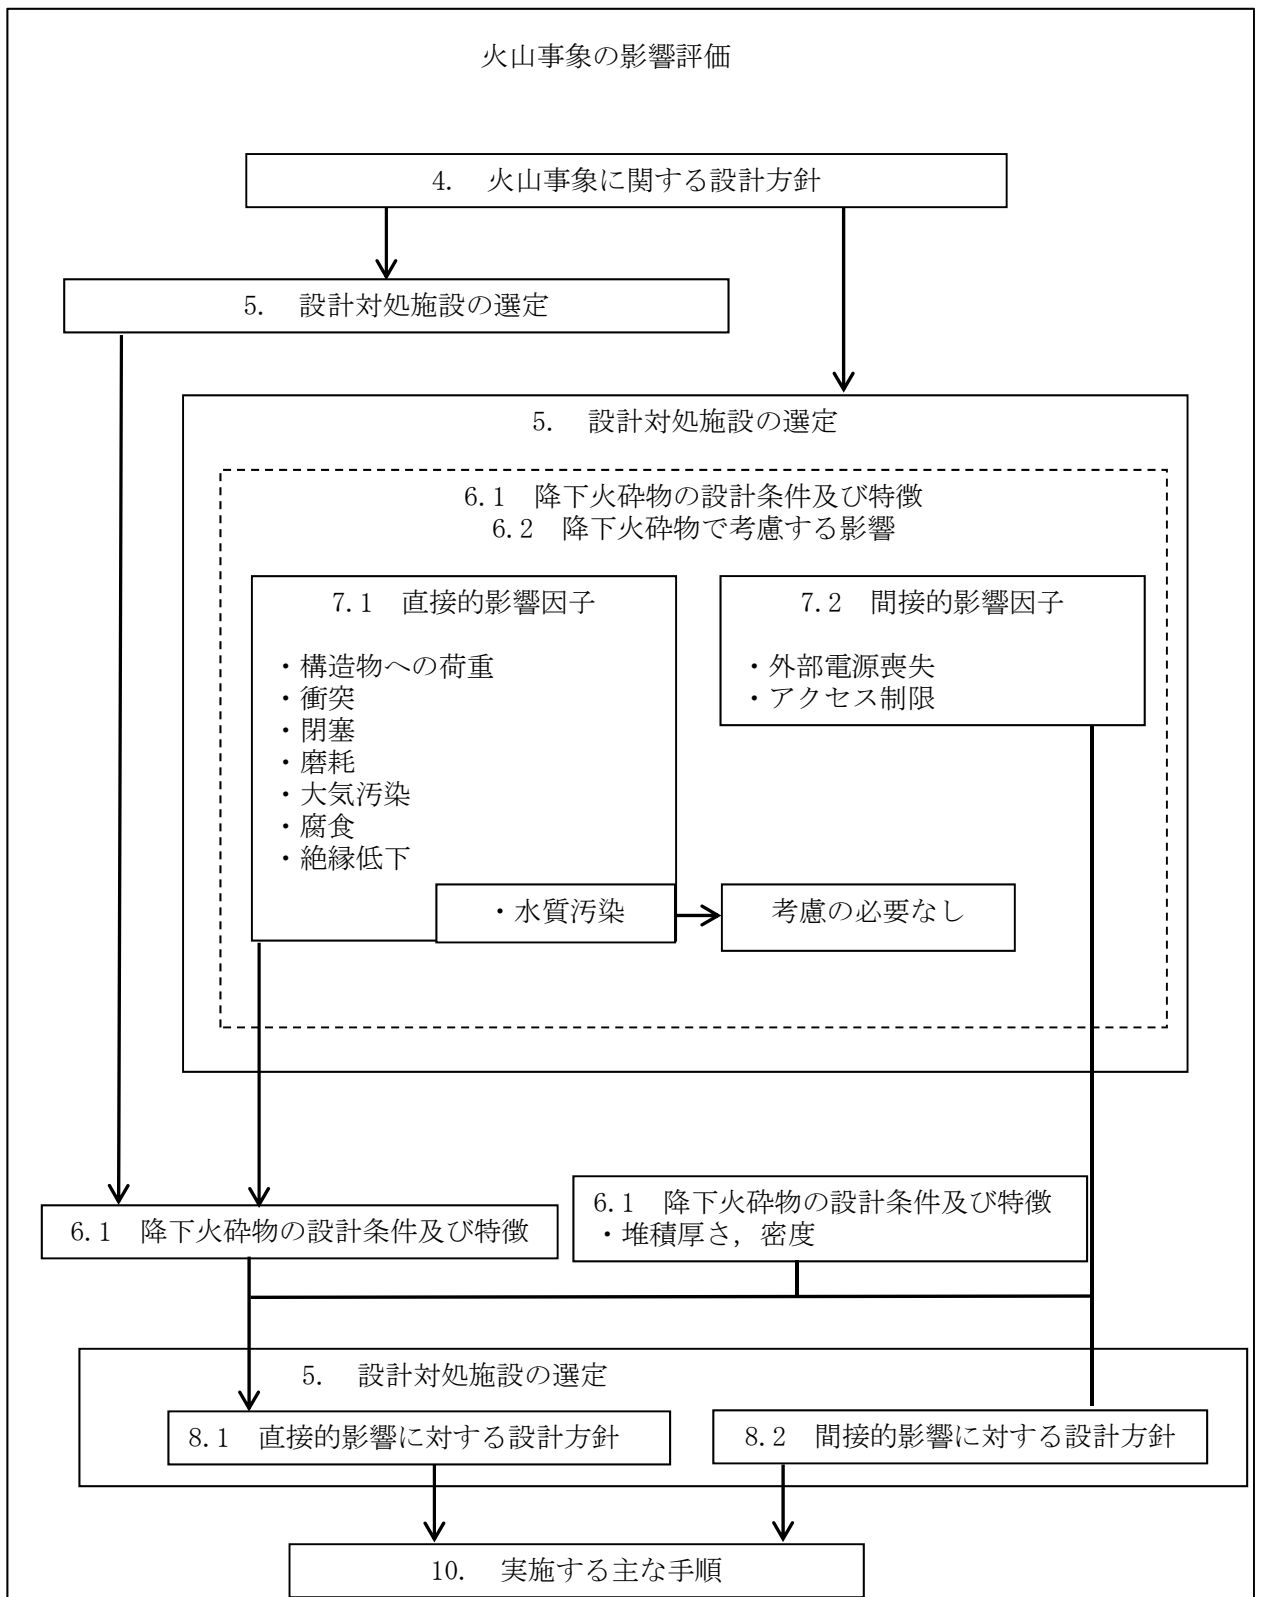 火山事象の影響評価
4.　火山事象に関する設計方針
5.　設計対処施設の選定
5.　設計対処施設の選定
6.1　降下火砕物の設計条件及び特徴
6.2　降下火砕物で考慮する影響
7.1　直接的影響因子
・構造物への荷重
・衝突
・閉塞
・磨耗
・大気汚染
・腐食
・絶縁低下
・水質汚染
7.2　間接的影響因子
・外部電源喪失
・アクセス制限
考慮の必要なし
6.1　降下火砕物の設計条件及び特徴
6.1　降下火砕物の設計条件及び特徴
・堆積厚さ，密度
5.　設計対処施設の選定
8.1　直接的影響に対する設計方針
8.2　間接的影響に対する設計方針
10.　実施する主な手順